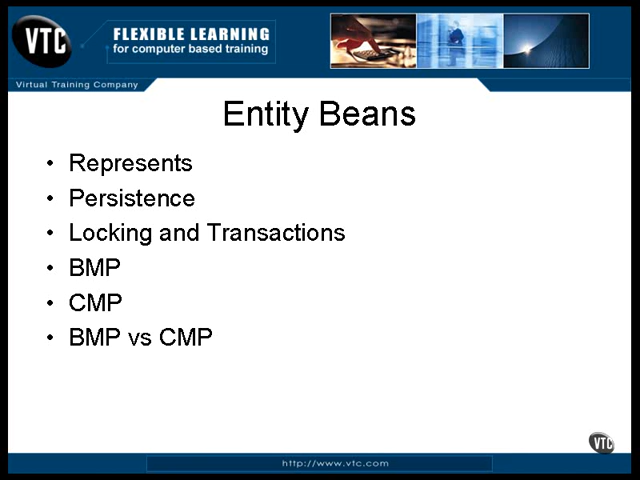 VTC
FLEXIBLE LEARNING
for computer based training
Virtual Training Company
Entity Beans
• Represents
• Persistence
• Locking and Transactions
• BMP
• CMP
• BMP vs CMP
VTC
http://www.vtc.com